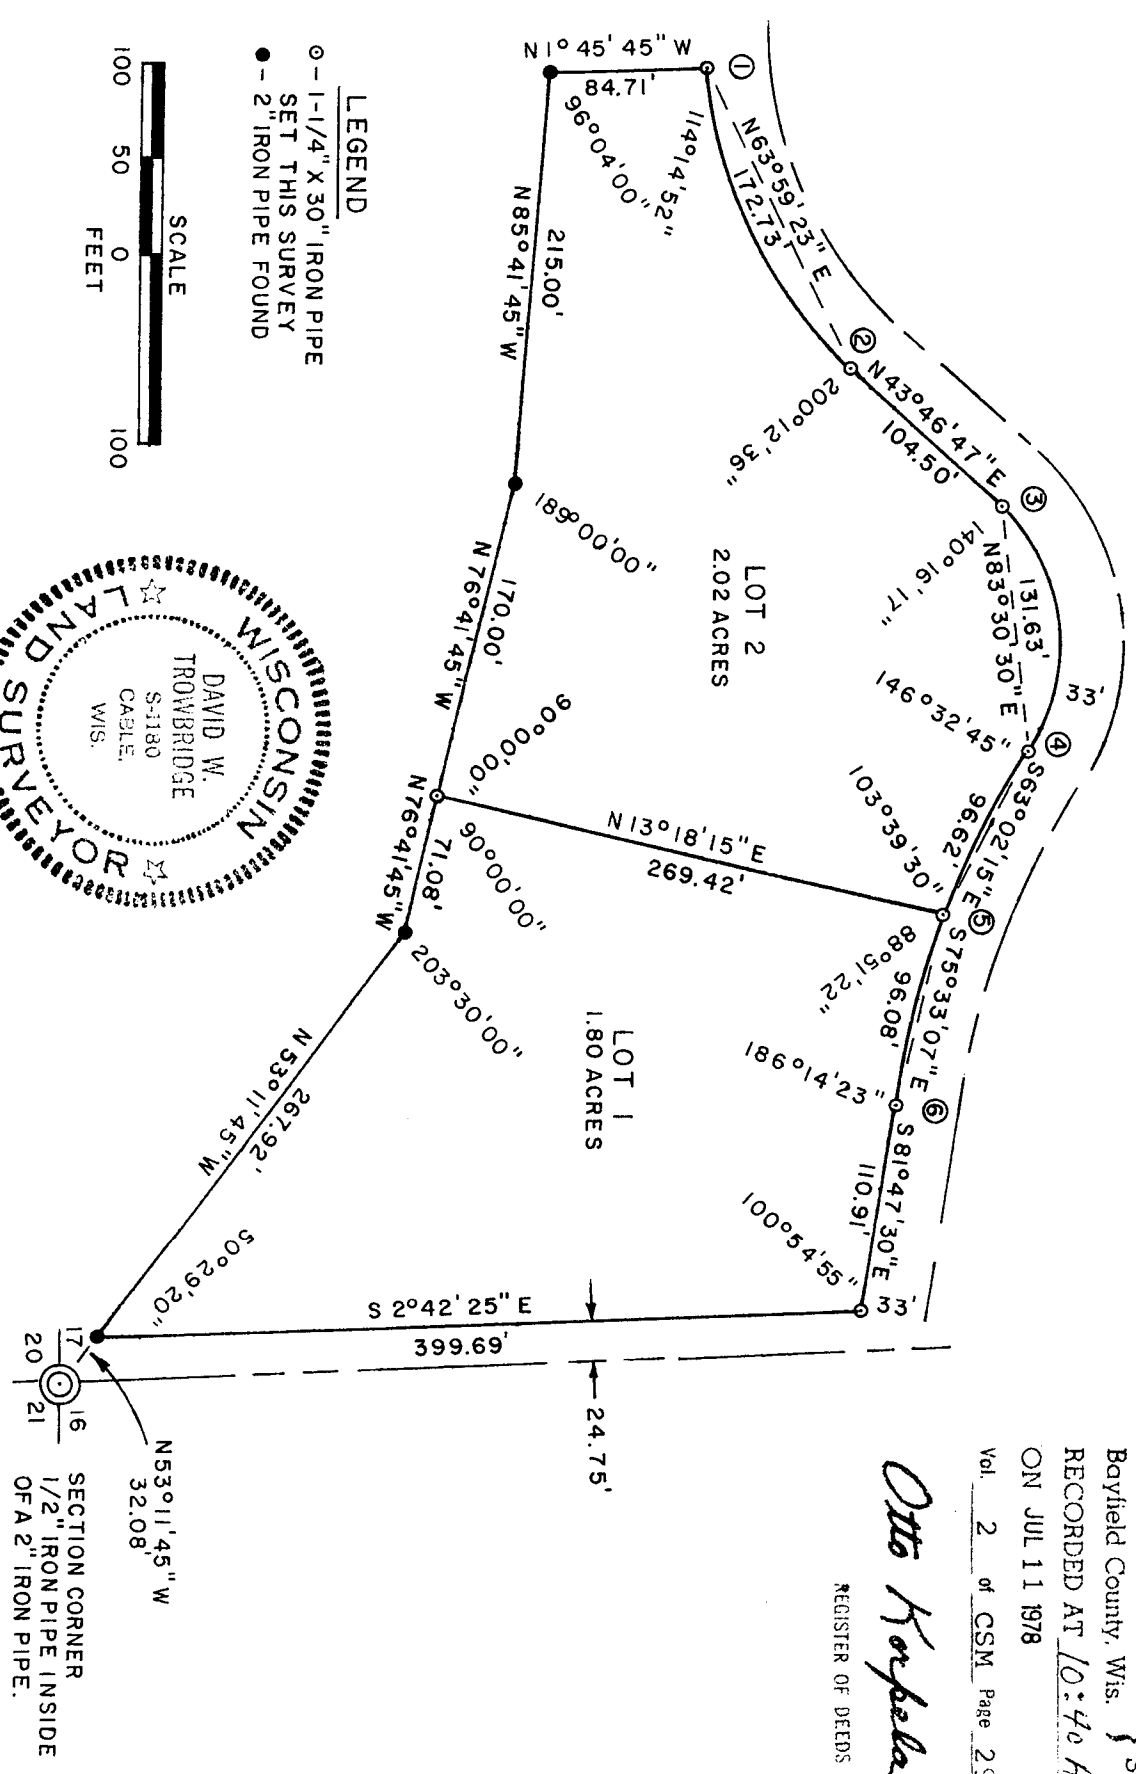 Bayfield County, Wis. }
RECORDED AT 10:40
ON JUL 11 1978
Vol. 2 of CSM Page
Otto Korpela
REGISTER OF DEEDS
①
N 1° 45' 45" W
84.71'
96°04'00"
114°14'52"
N63°59'23" E
172.73'
②
200°12'36"
N43°46'47"E
104.50'
③
140°16'17"
131.63'
N83°30'30"E
33'
④
146°32'45"
S63°02'15"E
96.62'
⑤
103°39'30"
88°51'22"
S75°33'07"E
96.08'
⑥
186°14'23"
S81°47'30"E
110.91'
100°54'55"
33'
215.00'
N85°41'45"W
189°00'00"
LOT 2
2.02 ACRES
170.00'
N76°41'45"W
90°00'00"
N13°18'15"E
269.42'
90°00'00"
71.08'
N76°41'45"W
203°30'00"
LOT 1
1.80 ACRES
267.92'
N53°11'45"W
50°29'20"
S 2°42'25" E
399.69'
24.75'
17
16
20
21
N53°11'45"W
32.08'
SECTION CORNER
1/2" IRON PIPE INSIDE
OF A 2" IRON PIPE.
LEGEND
⊙ - 1-1/4" X 30" IRON PIPE
SET THIS SURVEY
● - 2" IRON PIPE FOUND
SCALE
100 50 0 100
FEET
WISCONSIN
DAVID W.
TROWBRIDGE
S-1180
CABLE,
WIS.
LAND SURVEYOR